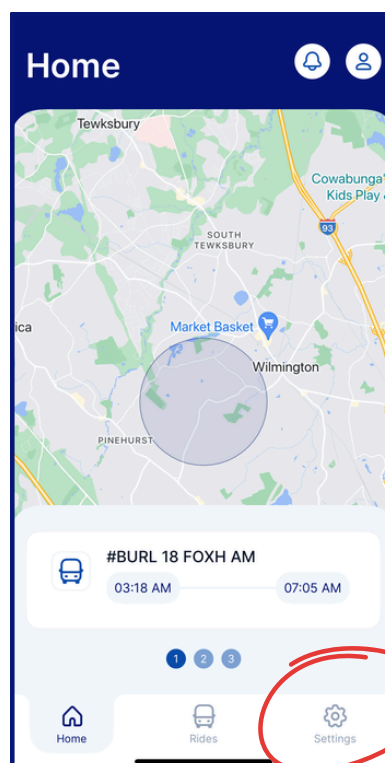 Home
Tewksbury
Cowabunga's
Kids Play &
SOUTH
TEWKSBURY
93
ica
Market Basket
Wilmington
PINEHURST
#BURL 18 FOXH AM
03:18 AM
07:05 AM
1 2 3
Home
Rides
Settings